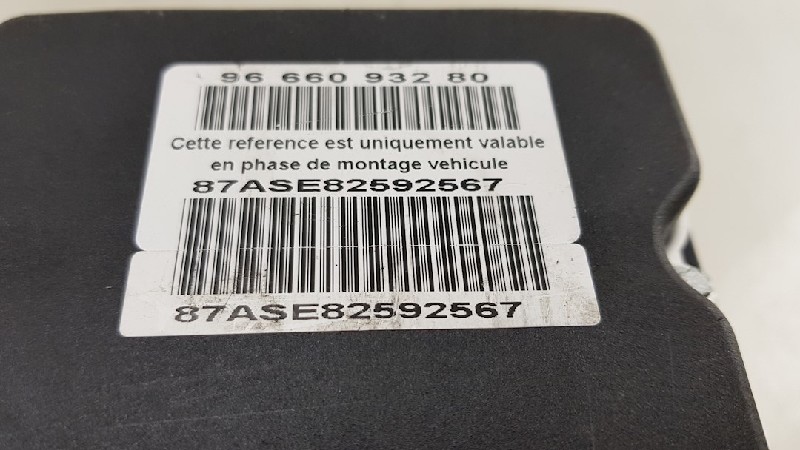 96 660 932 80
Cette reference est uniquement valable
en phase de montage vehicule
87ASE82592567
87ASE82592567